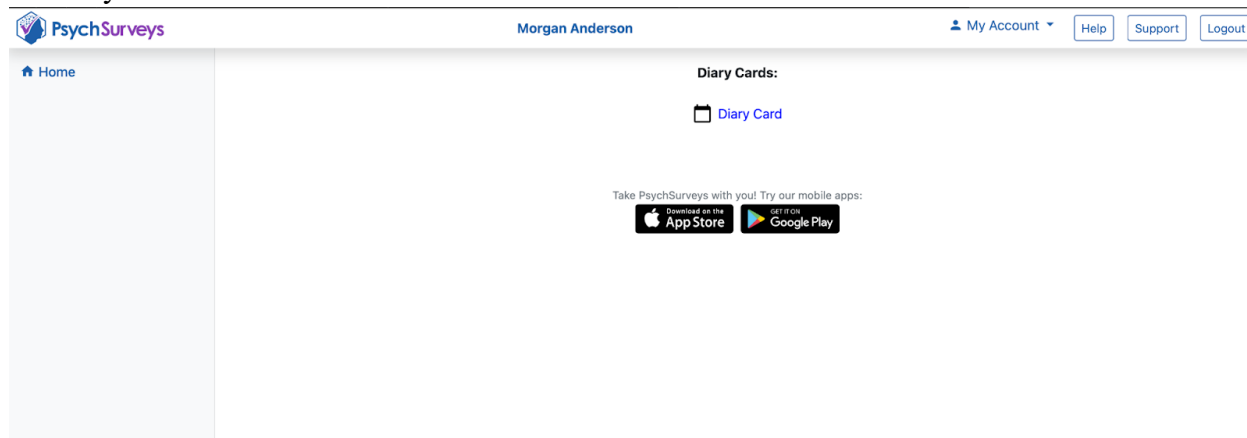 PsychSurveys
Morgan Anderson
My Account
Help
Support
Logout
Home
Diary Cards:
Diary Card
Take PsychSurveys with you! Try our mobile apps:
Download on the
App Store
GET IT ON
Google Play